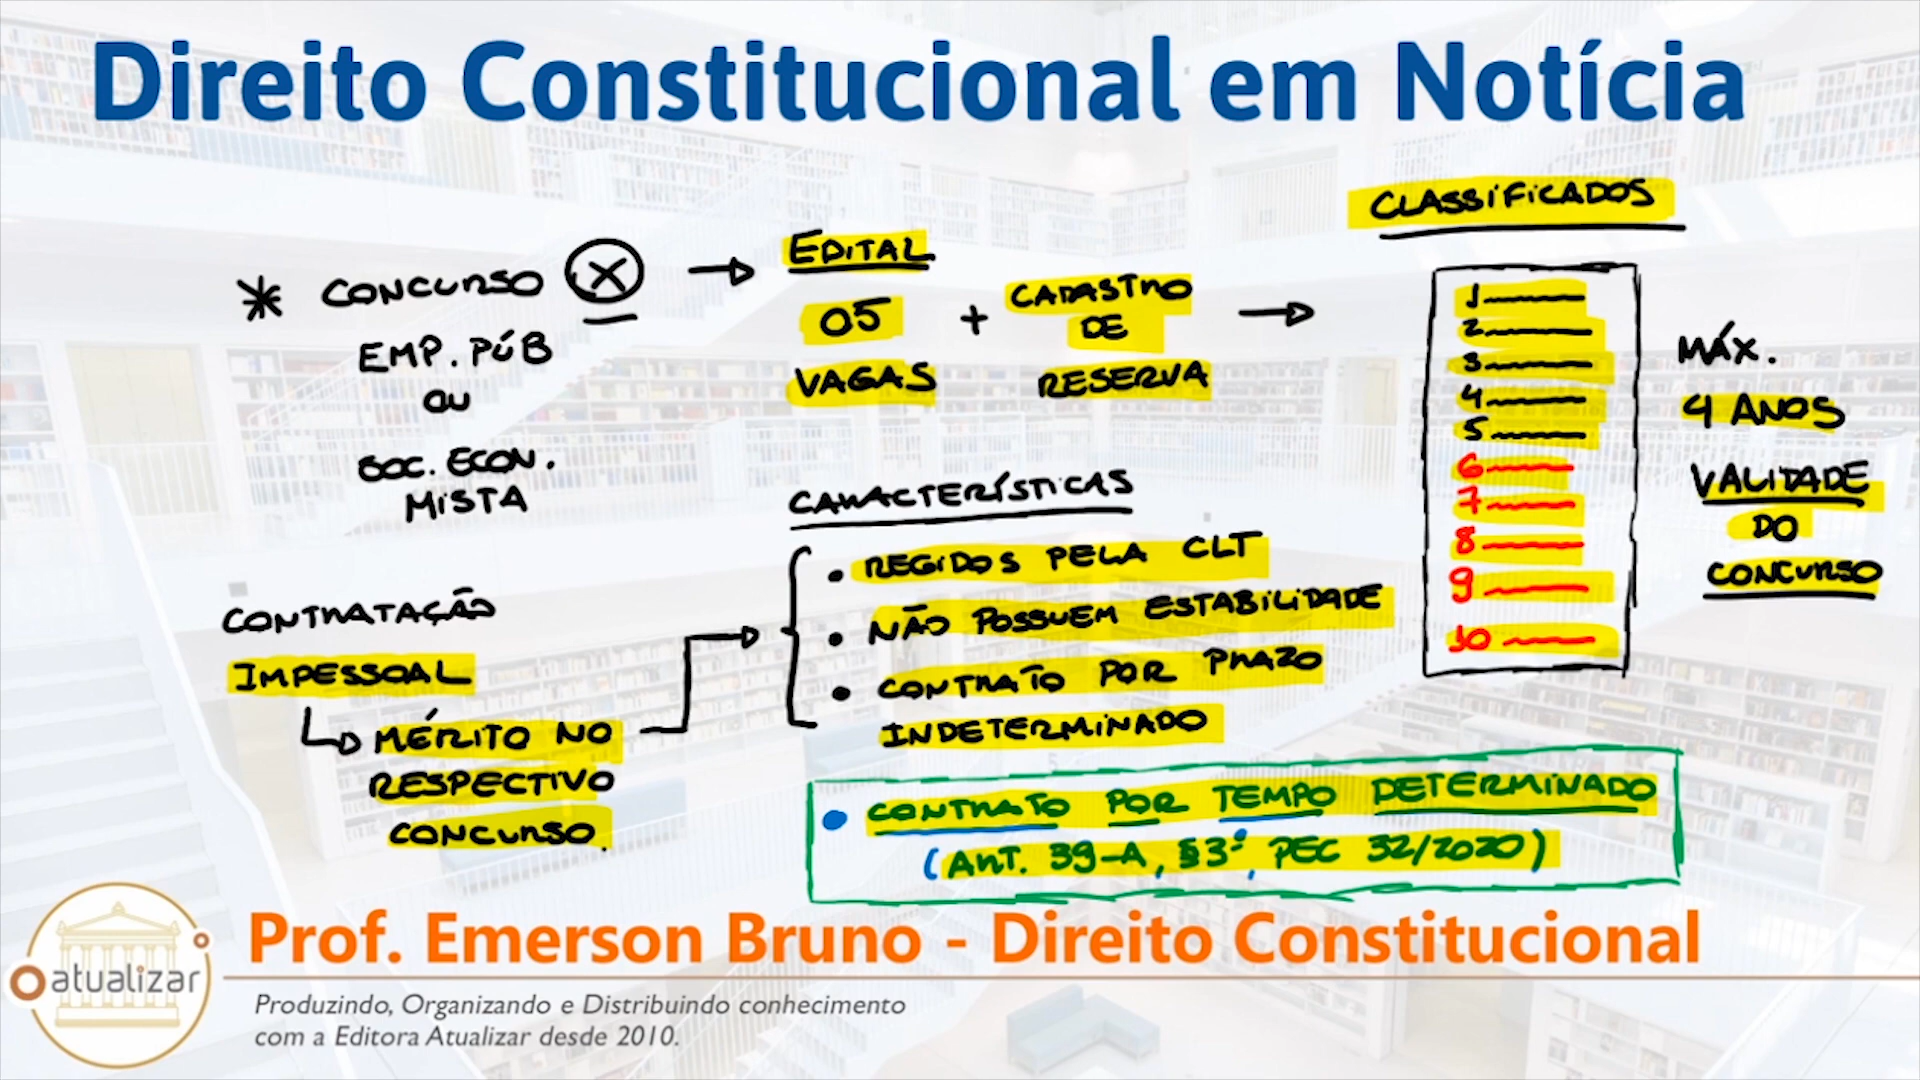 Direito Constitucional em Notícia
* CONCURSO X → EDITAL
EMP. PÚB
OU
SOC. ECON.
MISTA
05 + CADASTRO
DE
VAGAS RESERVA →
CLASSIFICADOS
1
2
3
4
5
6
7
8
9
10
MÁX.
4 ANOS
VALIDADE
DO
CONCURSO
CONTRATAÇÃO
IMPESSOAL
MÉRITO NO
RESPECTIVO
CONCURSO.
CARACTERÍSTICAS
• REGIDOS PELA CLT
• NÃO POSSUEM ESTABILIDADE
• CONTRATO POR PRAZO
INDETERMINADO
• CONTRATO POR TEMPO DETERMINADO
(ART. 39-A, §3º, PEC 32/2020)
atualizar
Prof. Emerson Bruno - Direito Constitucional
Produzindo, Organizando e Distribuindo conhecimento
com a Editora Atualizar desde 2010.